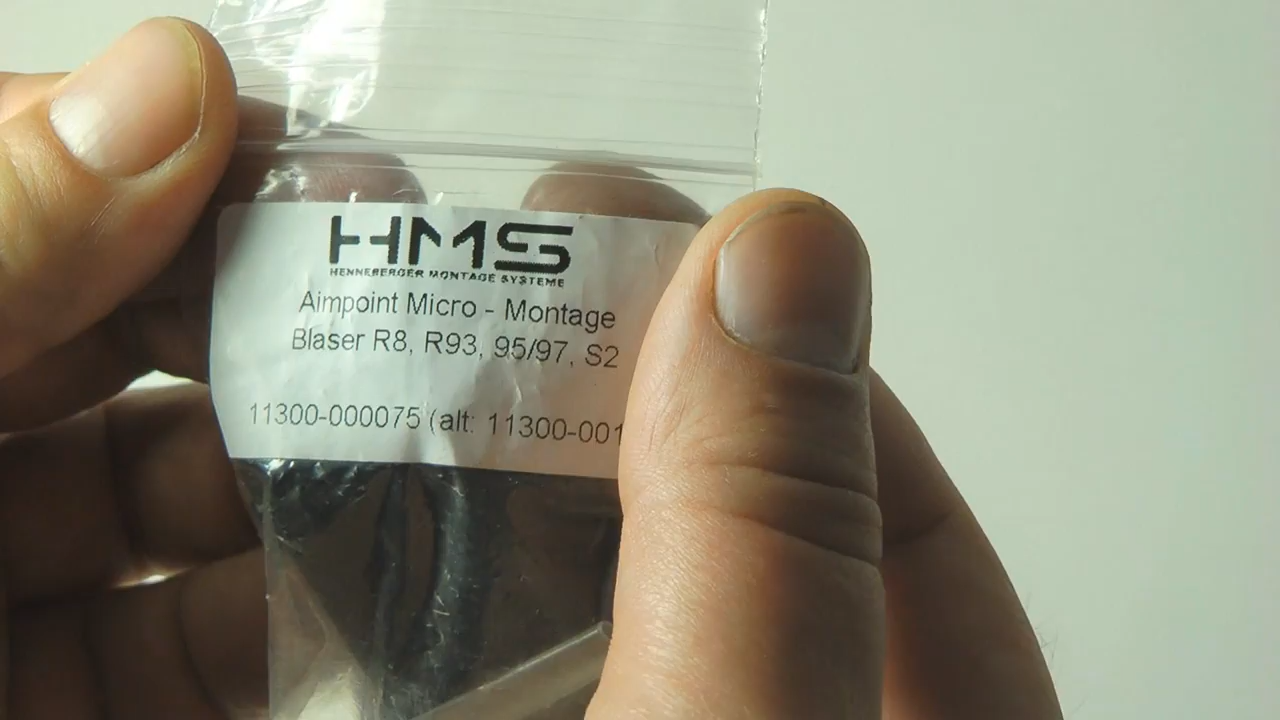 HMS
HENNEBERGER MONTAGE SYSTEME
Aimpoint Micro - Montage
Blaser R8, R93, 95/97, S2
11300-000075 (alt: 11300-001